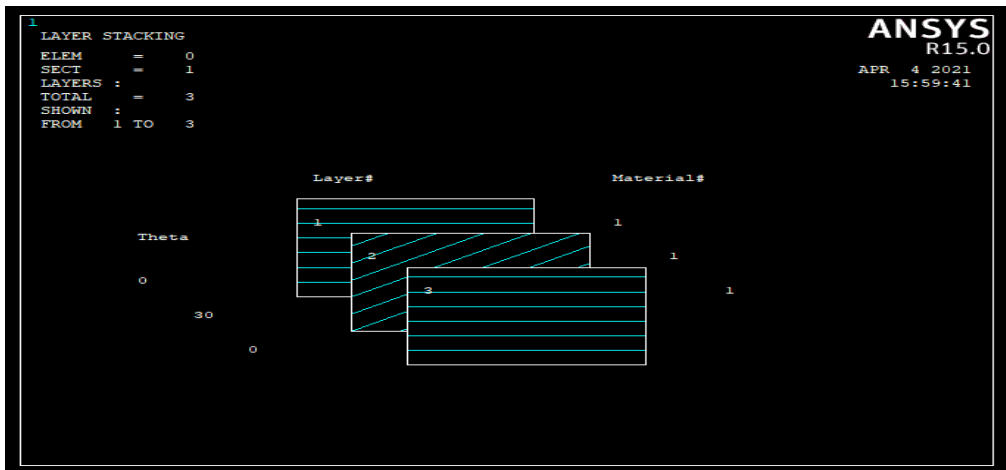 1
LAYER STACKING
ELEM = 0
SECT = 1
LAYERS :
TOTAL = 3
SHOWN :
FROM 1 TO 3
ANSYS
R15.0
APR 4 2021
15:59:41
Layer# Material#
1 1
Theta
2 1
0 3 1
30
0